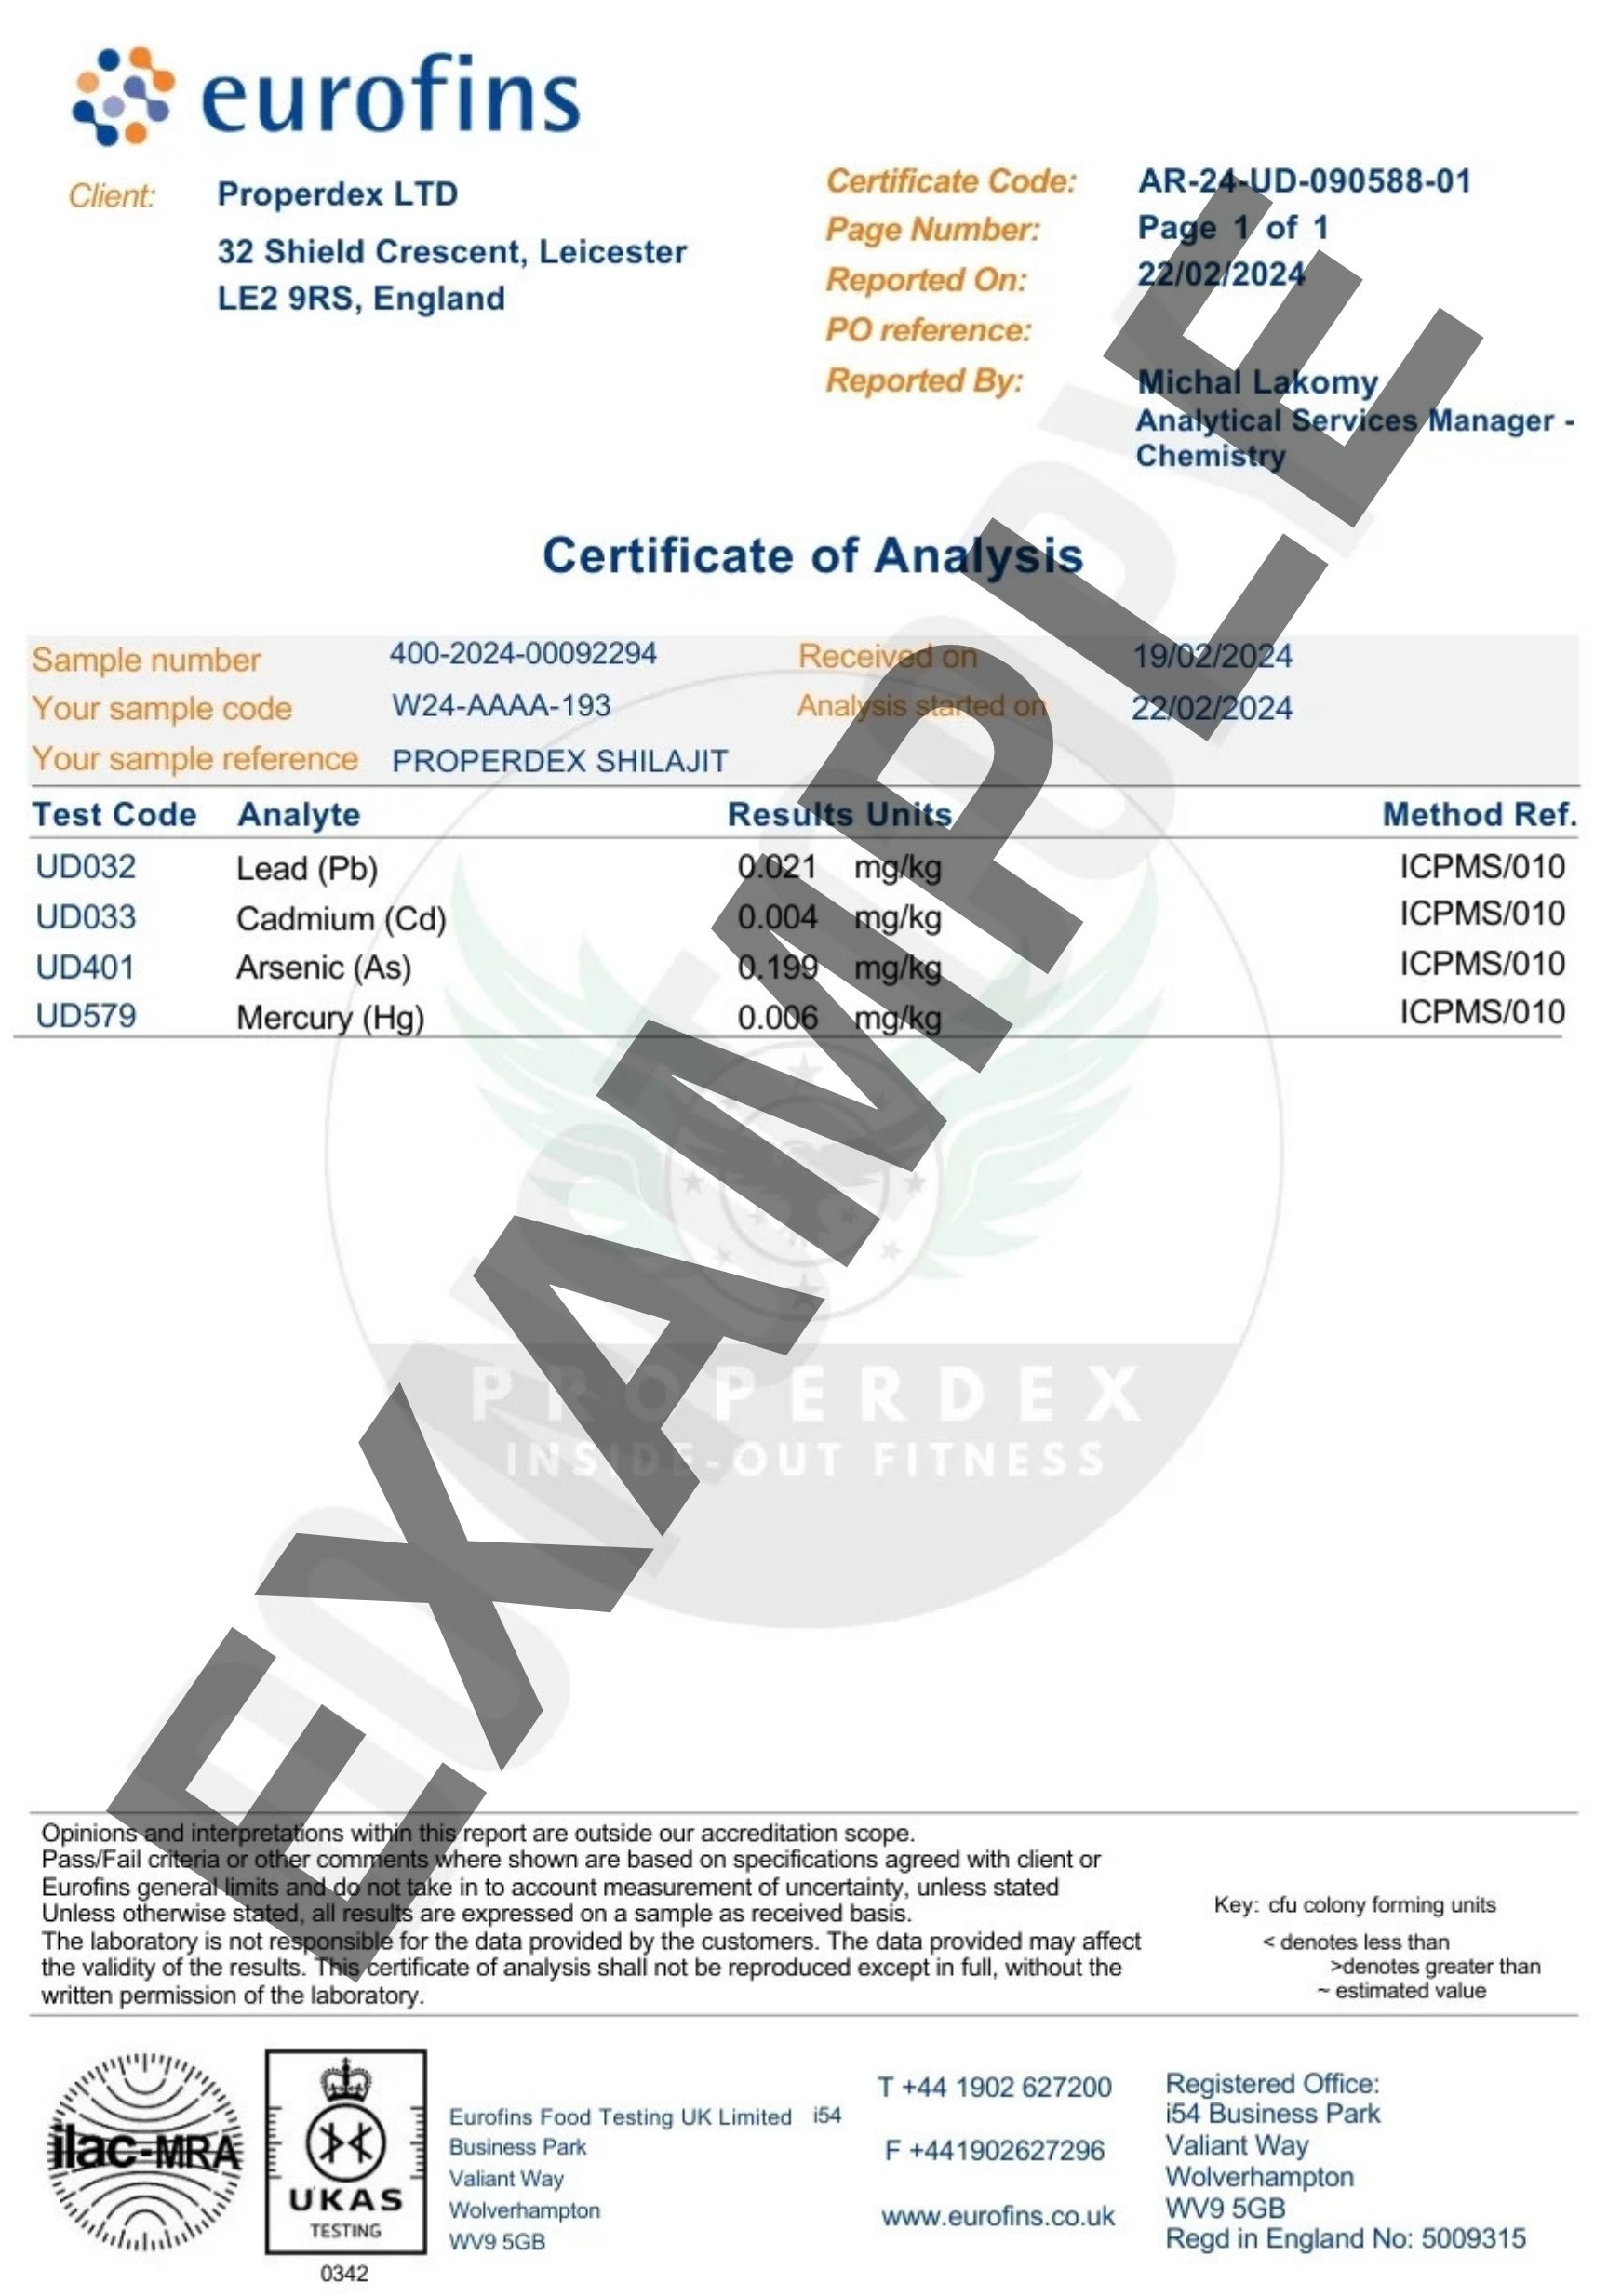 eurofins
Client: Properdex LTD
32 Shield Crescent, Leicester
LE2 9RS, England
Certificate Code: AR-24-UD-090588-01
Page Number: Page 1 of 1
Reported On: 22/02/2024
PO reference:
Reported By: Michal Lakomy
Analytical Services Manager -
Chemistry
Certificate of Analysis
Sample number 400-2024-00092294 Received on 19/02/2024
Your sample code W24-AAAA-193 Analysis started on 22/02/2024
Your sample reference PROPERDEX SHILAJIT
Test Code Analyte Results Units Method Ref.
UD032 Lead (Pb) 0.021 mg/kg ICPMS/010
UD033 Cadmium (Cd) 0.004 mg/kg ICPMS/010
UD401 Arsenic (As) 0.199 mg/kg ICPMS/010
UD579 Mercury (Hg) 0.006 mg/kg ICPMS/010
EXAMPLE
PROPERDEX
INSIDE-OUT FITNESS
Opinions and interpretations within this report are outside our accreditation scope.
Pass/Fail criteria or other comments where shown are based on specifications agreed with client or
Eurofins general limits and do not take in to account measurement of uncertainty, unless stated
Unless otherwise stated, all results are expressed on a sample as received basis.
The laboratory is not responsible for the data provided by the customers. The data provided may affect
the validity of the results. This certificate of analysis shall not be reproduced except in full, without the
written permission of the laboratory.
Key: cfu colony forming units
< denotes less than
>denotes greater than
~ estimated value
ilac-MRA
UKAS
TESTING
0342
Eurofins Food Testing UK Limited i54
Business Park
Valiant Way
Wolverhampton
WV9 5GB
T +44 1902 627200
F +441902627296
www.eurofins.co.uk
Registered Office:
i54 Business Park
Valiant Way
Wolverhampton
WV9 5GB
Regd in England No: 5009315